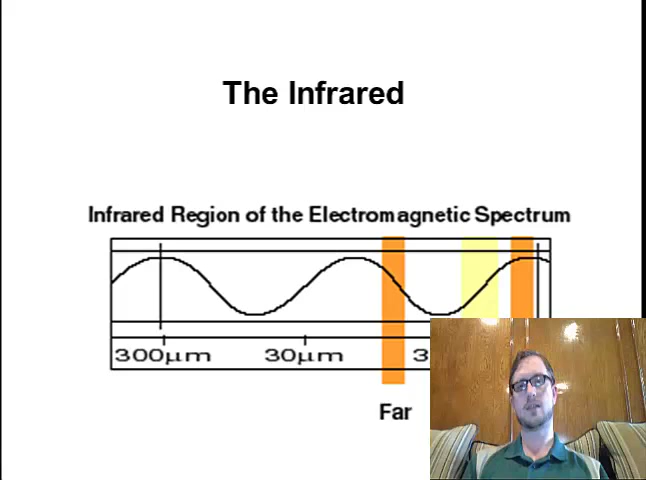 The Infrared
Infrared Region of the Electromagnetic Spectrum
300μm 30μm 3
Far